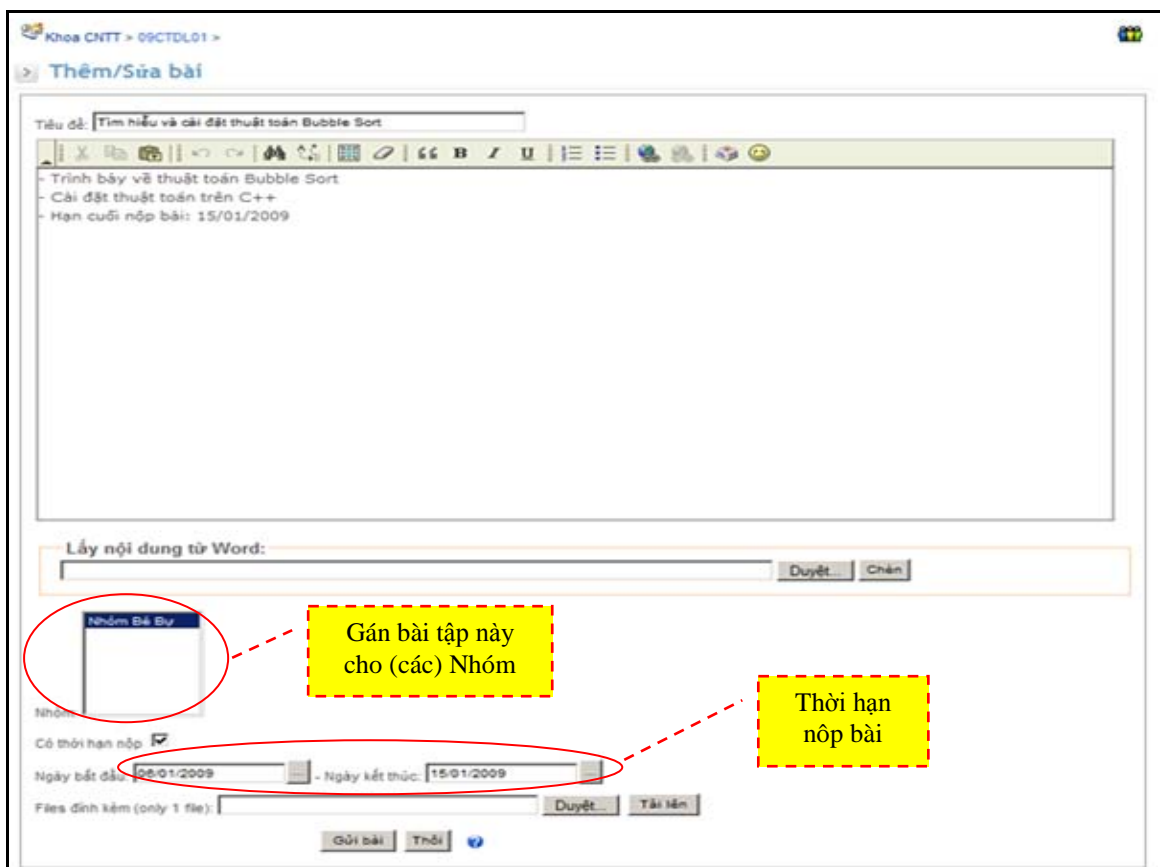 Khoa CNTT > 09CTDL01 >
Thêm/Sửa bài
Tiêu đề: Tìm hiểu và cài đặt thuật toán Bubble Sort
- Trình bày về thuật toán Bubble Sort
- Cài đặt thuật toán trên C++
- Hạn cuối nộp bài: 15/01/2009
Lấy nội dung từ Word:
Duyệt... Chèn
Nhóm Bé Bự
Gán bài tập này
cho (các) Nhóm
Nhóm
Thời hạn
nôp bài
Có thời hạn nộp
Ngày bắt đầu: 06/01/2009 ... - Ngày kết thúc: 15/01/2009 ...
Files đính kèm (only 1 file): Duyệt... Tải lên
Gửi bài Thôi